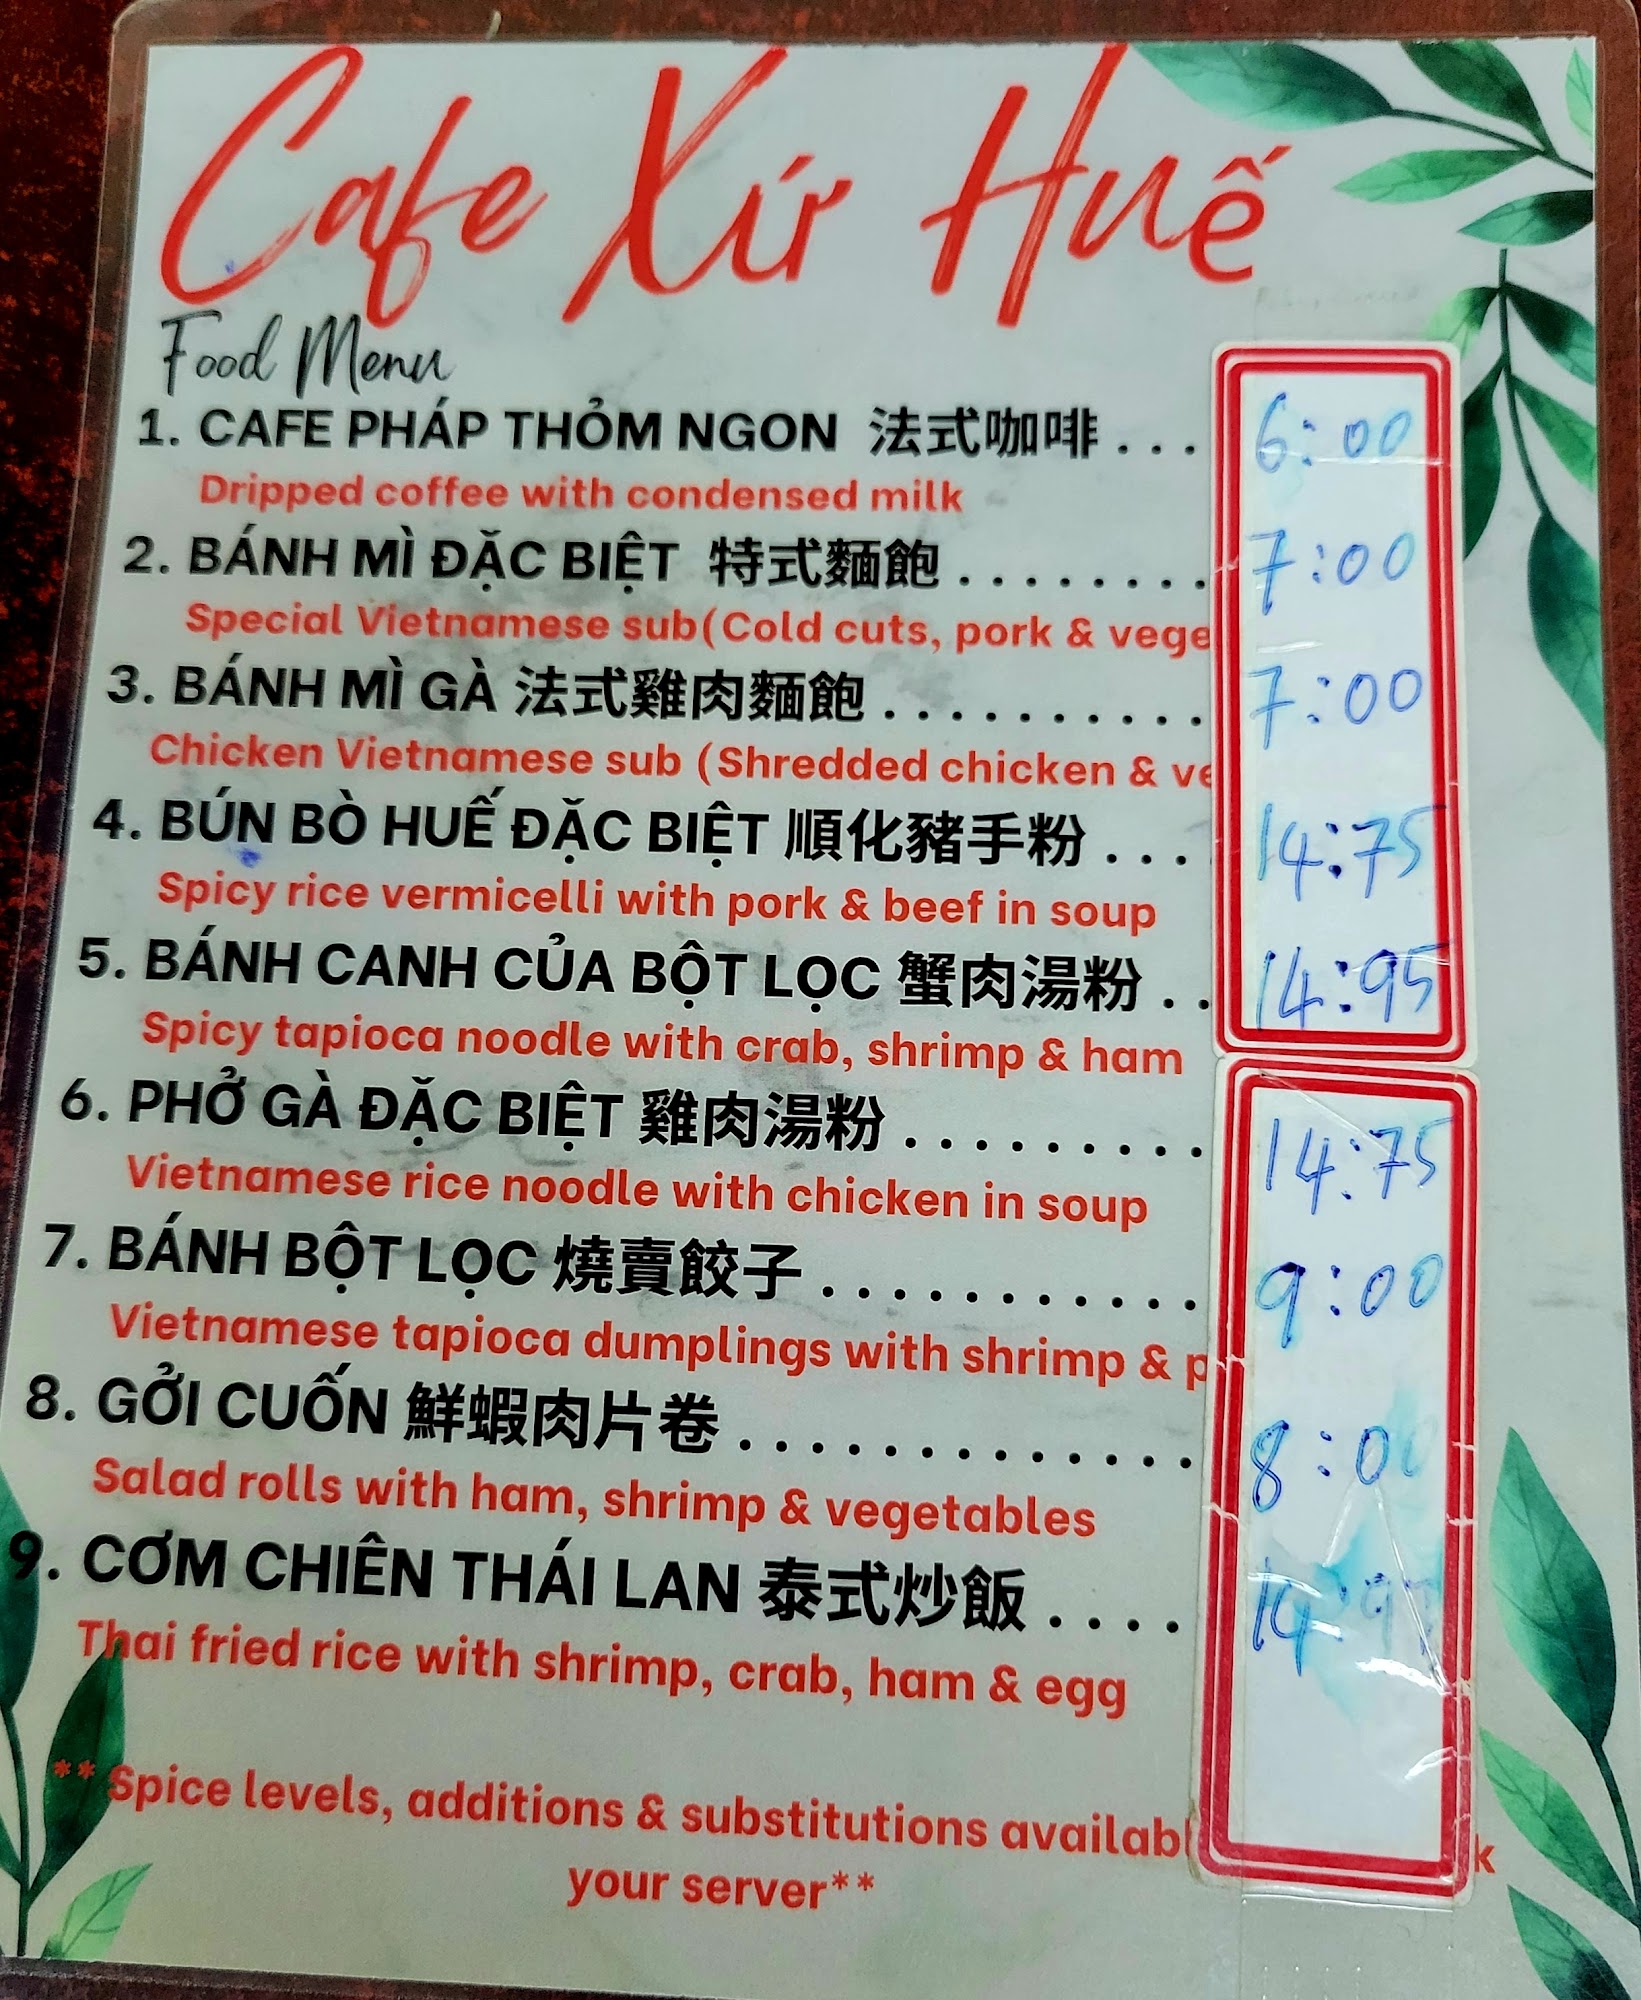 Cafe Xứ Huế
Food Menu
1. CAFE PHÁP THỎM NGON 法式咖啡 . . . 6:00
Dripped coffee with condensed milk
2. BÁNH MÌ ĐẶC BIỆT 特式麵飽 . . . . . . . . 7:00
Special Vietnamese sub(Cold cuts, pork & vege
3. BÁNH MÌ GÀ 法式雞肉麵飽 . . . . . . . . . . 7:00
Chicken Vietnamese sub (Shredded chicken & ve
4. BÚN BÒ HUẾ ĐẶC BIỆT 順化豬手粉 . . . . 14:75
Spicy rice vermicelli with pork & beef in soup
5. BÁNH CANH CỦA BỘT LỌC 蟹肉湯粉 . . 14:95
Spicy tapioca noodle with crab, shrimp & ham
6. PHỞ GÀ ĐẶC BIỆT 雞肉湯粉 . . . . . . . . . 14:75
Vietnamese rice noodle with chicken in soup
7. BÁNH BỘT LỌC 燒賣餃子 . . . . . . . . . . . 9:00
Vietnamese tapioca dumplings with shrimp & p
8. GỞI CUỐN 鮮蝦肉片卷 . . . . . . . . . . . . . 8:00
Salad rolls with ham, shrimp & vegetables
9. CƠM CHIÊN THÁI LAN 泰式炒飯 . . . .
Thai fried rice with shrimp, crab, ham & egg
** Spice levels, additions & substitutions availab
your server**